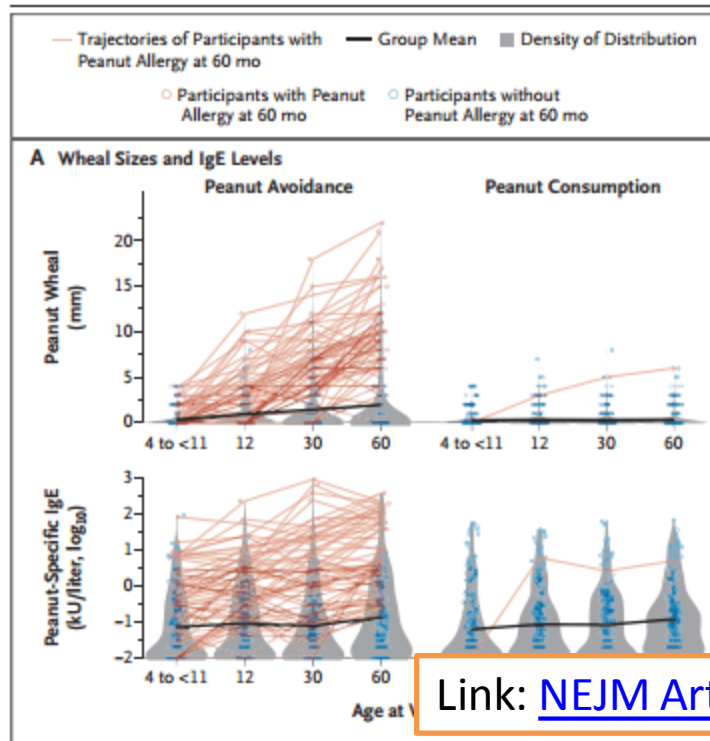 Trajectories of Participants with
Peanut Allergy at 60 mo
Group Mean
Density of Distribution
Participants with Peanut
Allergy at 60 mo
Participants without
Peanut Allergy at 60 mo
A Wheal Sizes and IgE Levels
Peanut Avoidance
Peanut Consumption
Peanut Wheal
(mm)
20
15
10
5
0
4 to <11 12 30 60
4 to <11 12 30 60
Peanut-Specific IgE
(kU/liter, log10)
3
2
1
0
-1
-2
4 to <11 12 30 60
Age at
Link: NEJM Art